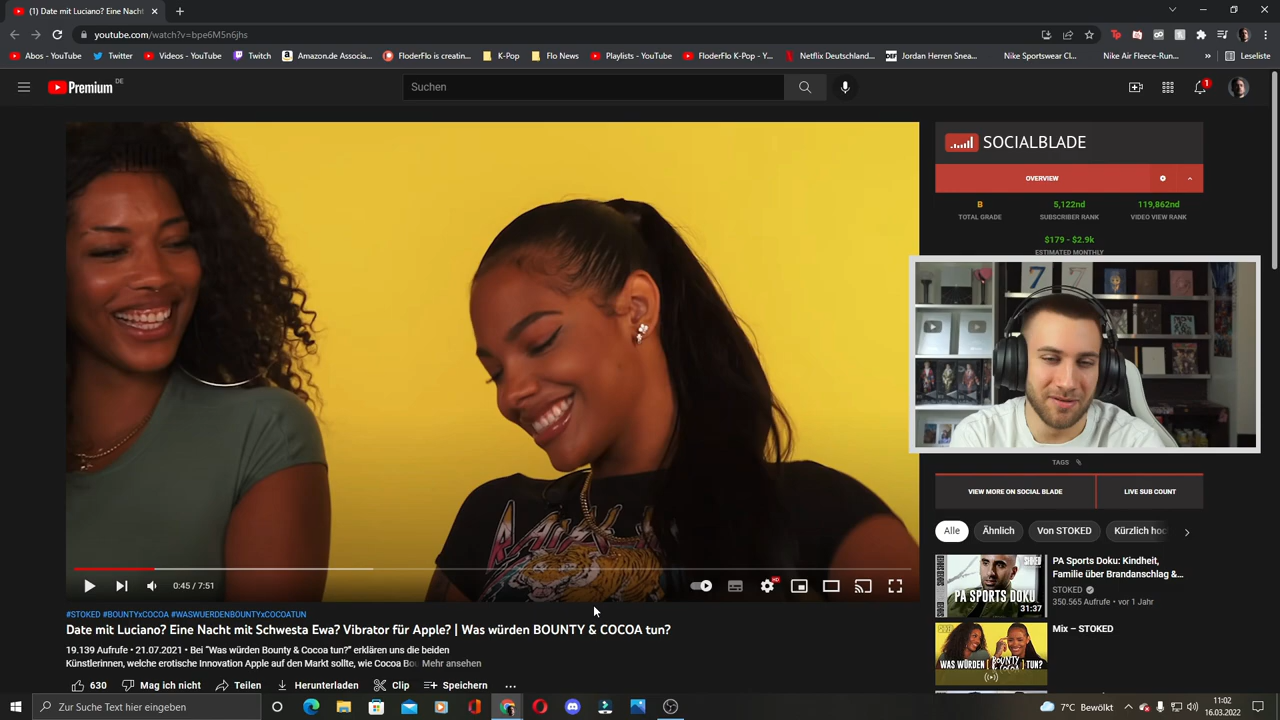 (1) Date mit Luciano? Eine Nacht
youtube.com/watch?v=bpe6M5n6jhs
Abos - YouTube
Twitter
Videos - YouTube
Twitch
Amazon.de Associate...
FloderFlo is creatin...
K-Pop
Flo News
Playlists - YouTube
FloderFlo K-Pop - Y...
Netflix Deutschland...
Jordan Herren Snea...
Nike Sportswear Cl...
Nike Air Fleece-Run...
»
Leseliste
Premium
DE
Suchen
1
SOCIALBLADE
OVERVIEW
B
5,122nd
119,862nd
TOTAL GRADE
SUBSCRIBER RANK
VIDEO VIEW RANK
$179 - $2.9k
ESTIMATED MONTHLY
7 7
TAGS
VIEW MORE ON SOCIAL BLADE
LIVE SUB COUNT
Alle
Ähnlich
Von STOKED
Kürzlich hoc
0:45 / 7:51
HD
#STOKED #BOUNTYxCOCOA #WASWUERDENBOUNTYxCOCOATUN
Date mit Luciano? Eine Nacht mit Schwesta Ewa? Vibrator für Apple? | Was würden BOUNTY & COCOA tun?
19.139 Aufrufe • 21.07.2021 • Bei "Was würden Bounty & Cocoa tun?" erklären uns die beiden
Künstlerinnen, welche erotische Innovation Apple auf den Markt sollte, wie Cocoa Bou Mehr ansehen
630
Mag ich nicht
Teilen
Herunterladen
Clip
Speichern
PA SPORTS DOKU
31:37
PA Sports Doku: Kindheit,
Familie über Brandanschlag &...
STOKED
350.565 Aufrufe • vor 1 Jahr
WAS WÜRDEN [BOUNTY & COCOA] TUN?
Mix – STOKED
Zur Suche Text hier eingeben
7°C Bewölkt
11:02
16.03.2022